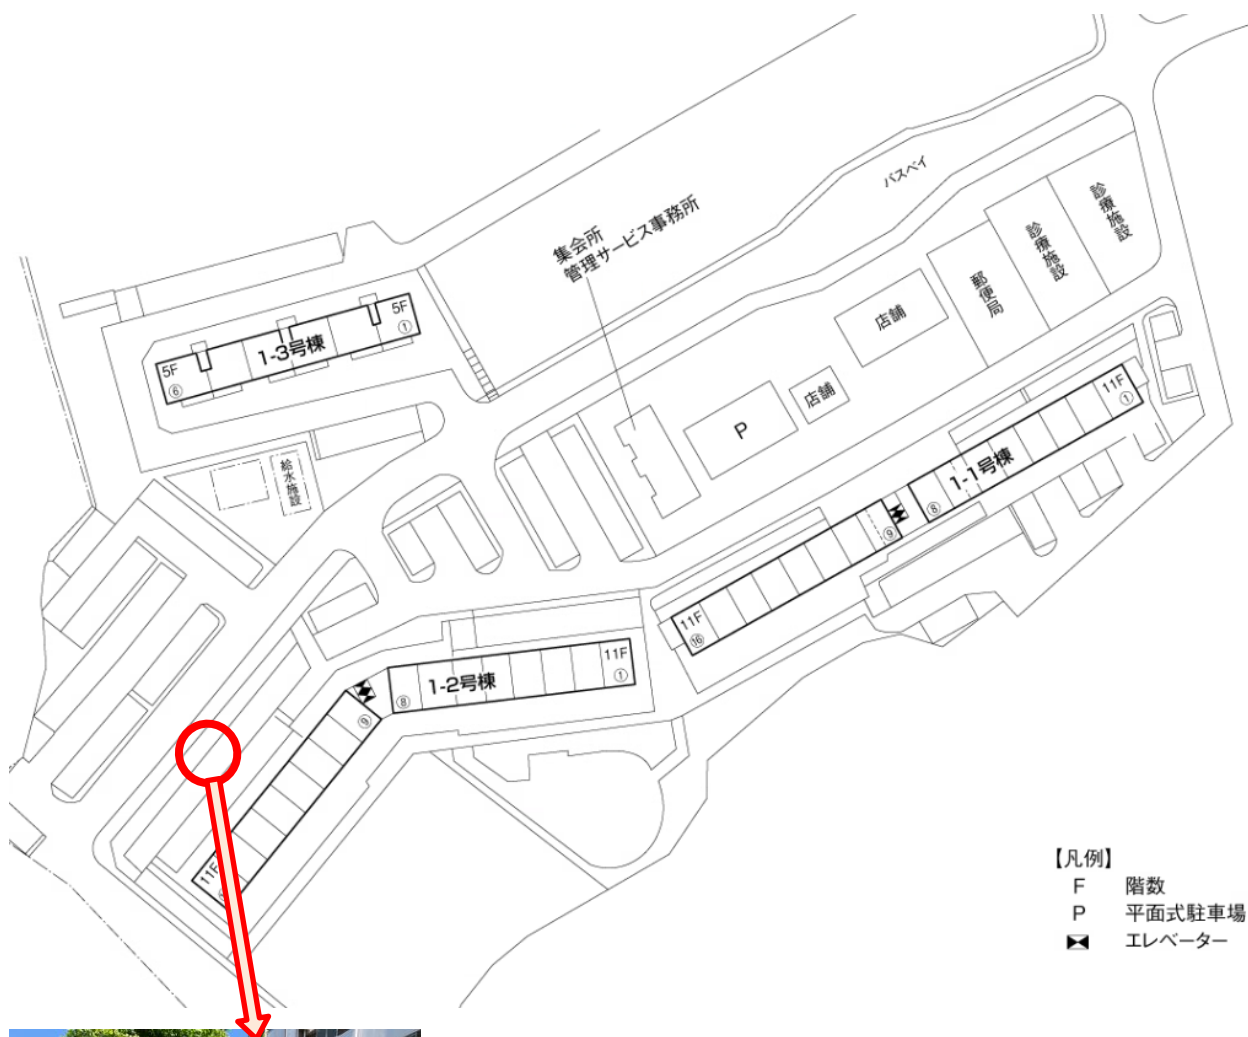 バスベイ
診療施設
診療施設
郵便局
店舗
店舗
集会所
管理サービス事務所
P
5F
①
1-3号棟
5F
⑥
給水施設
11F
①
1-1号棟
⑧
⑨
11F
⑯
11F
①
1-2号棟
⑧
⑨
11F
【凡例】
F 階数
P 平面式駐車場
エレベーター